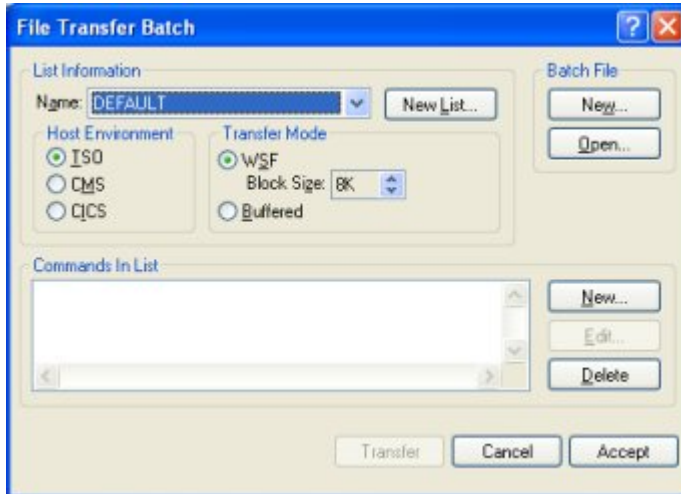 File Transfer Batch
List Information
Name: DEFAULT
New List...
Batch File
New...
Open...
Host Environment
TSO
CMS
CICS
Transfer Mode
WSF
Block Size: 8K
Buffered
Commands In List
New...
Edit...
Delete
Transfer
Cancel
Accept